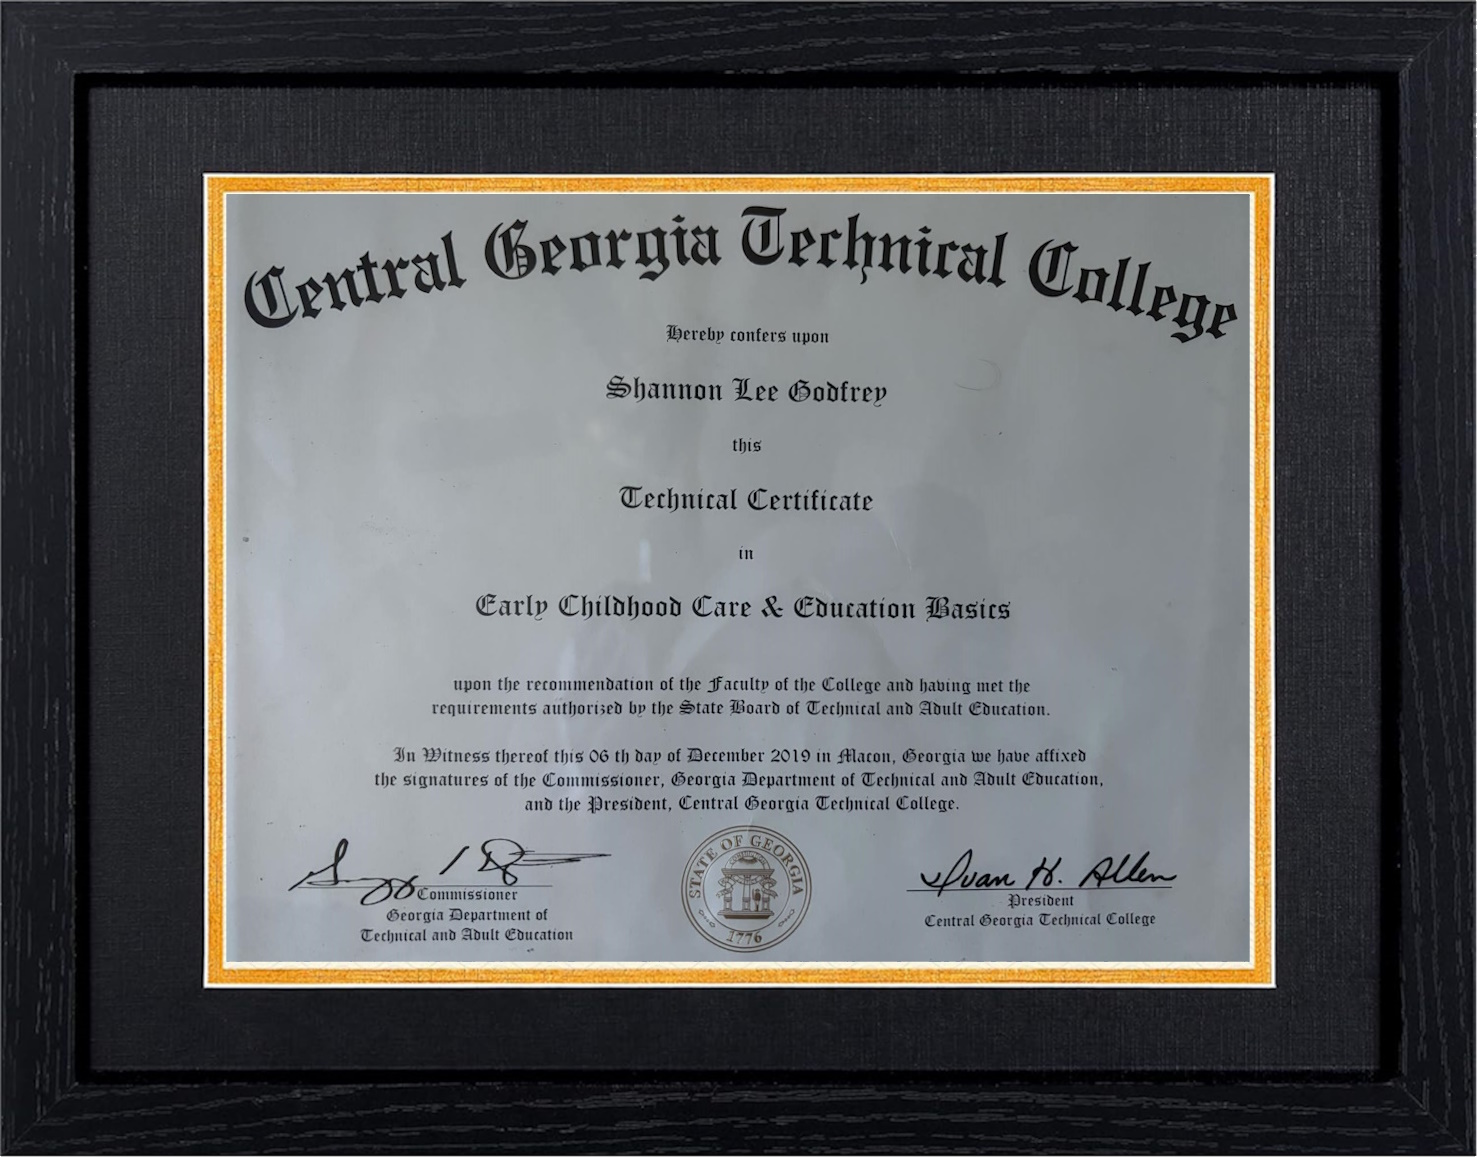 Central Georgia Technical College
Hereby confers upon
Shannon Lee Godfrey
this
Technical Certificate
in
Early Childhood Care & Education Basics
upon the recommendation of the Faculty of the College and having met the
requirements authorized by the State Board of Technical and Adult Education.
In Witness thereof this 06 th day of December 2019 in Macon, Georgia we have affixed
the signatures of the Commissioner, Georgia Department of Technical and Adult Education,
and the President, Central Georgia Technical College.
Commissioner
Georgia Department of
Technical and Adult Education
STATE OF GEORGIA
1776
Ivan H. Allen
President
Central Georgia Technical College